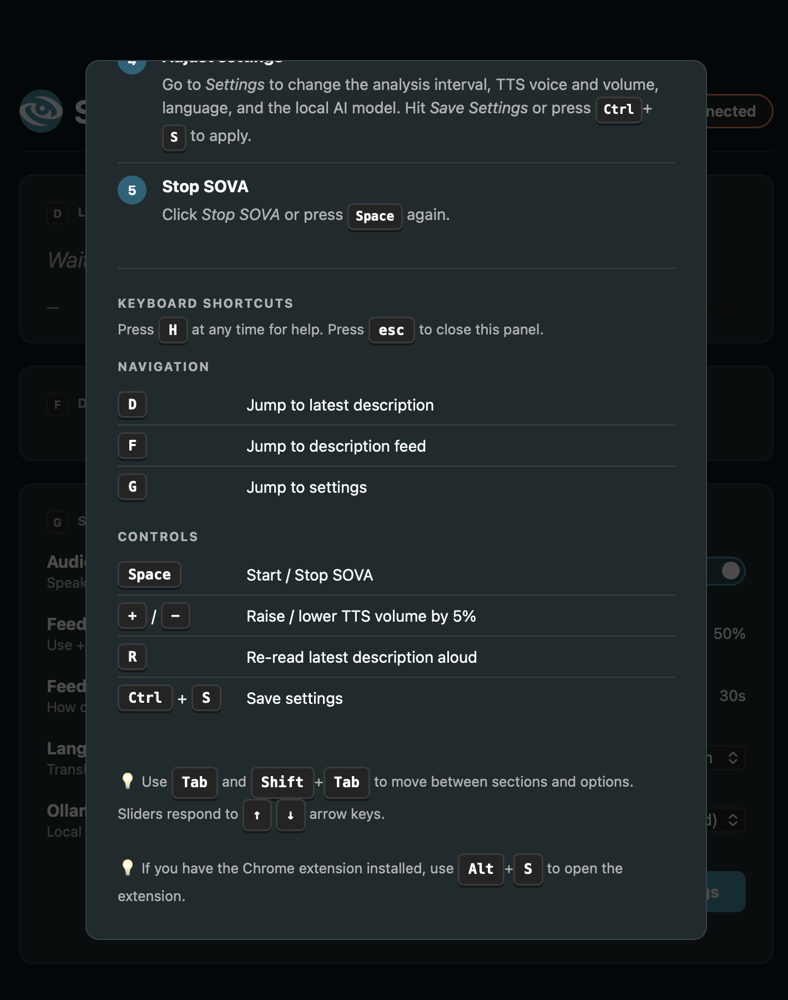 4 Adjust settings
Go to Settings to change the analysis interval, TTS voice and volume,
language, and the local AI model. Hit Save Settings or press Ctrl +
S to apply.
5 Stop SOVA
Click Stop SOVA or press Space again.
KEYBOARD SHORTCUTS
Press H at any time for help. Press esc to close this panel.
NAVIGATION
D Jump to latest description
F Jump to description feed
G Jump to settings
CONTROLS
Space Start / Stop SOVA
+ / − Raise / lower TTS volume by 5%
R Re-read latest description aloud
Ctrl + S Save settings
💡 Use Tab and Shift + Tab to move between sections and options.
Sliders respond to ↑ ↓ arrow keys.
💡 If you have the Chrome extension installed, use Alt + S to open the
extension.
S
nected
D L
Wait
—
F D
G S
Audi
Speak
Feed
Use +
50%
Feed
How
30s
Lang
Transl
n
Ollam
Local
d)
gs